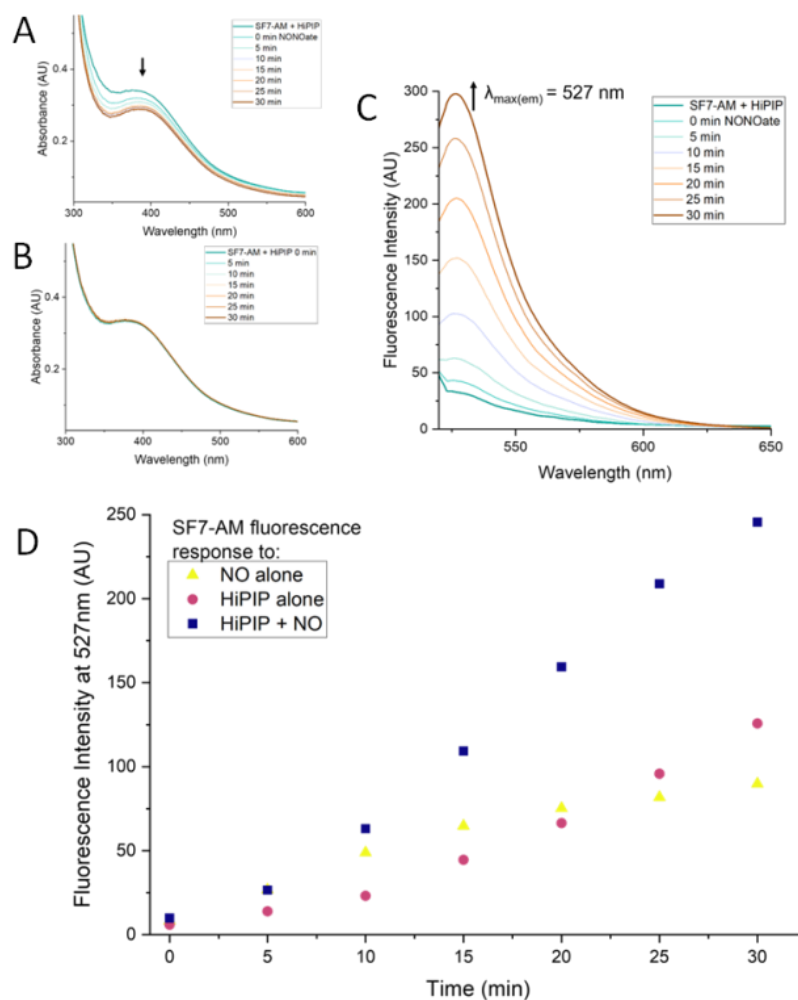 A
Absorbance (AU)
0.4
0.2
300
400
500
600
Wavelength (nm)
SF7-AM + HiPIP
0 min NONOate
5 min
10 min
15 min
20 min
25 min
30 min
B
Absorbance (AU)
0.4
0.2
300
400
500
600
Wavelength (nm)
SF7-AM + HiPIP 0 min
5 min
10 min
15 min
20 min
25 min
30 min
C
Fluorescence Intensity (AU)
300
250
200
150
100
50
0
550
600
650
Wavelength (nm)
λmax(em) = 527 nm
SF7-AM + HiPIP
0 min NONOate
5 min
10 min
15 min
20 min
25 min
30 min
D
Fluorescence Intensity at 527nm (AU)
250
200
150
100
50
0
SF7-AM fluorescence
response to:
NO alone
HiPIP alone
HiPIP + NO
0
5
10
15
20
25
30
Time (min)